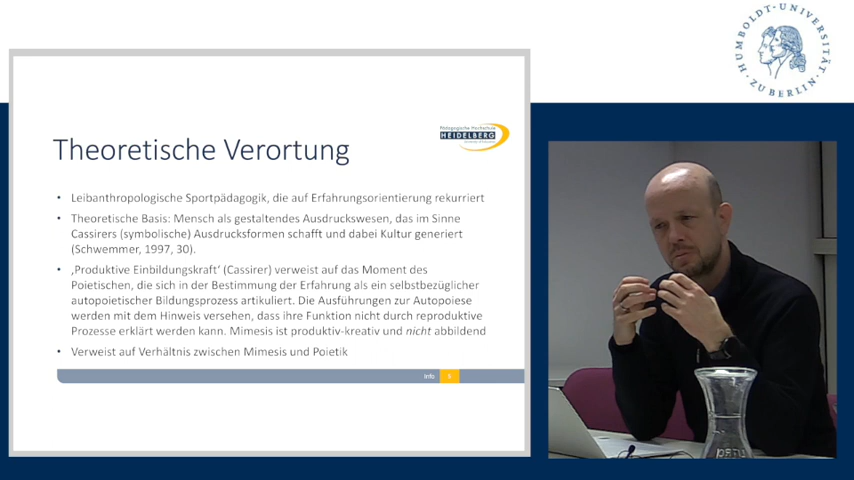 HUMBOLDT-UNIVERSITÄT
ZU BERLIN
Pädagogische Hochschule
HEIDELBERG
Theoretische Verortung
• Leibanthropologische Sportpädagogik, die auf Erfahrungsorientierung rekurriert
• Theoretische Basis: Mensch als gestaltendes Ausdruckswesen, das im Sinne
Cassirers (symbolische) Ausdrucksformen schafft und dabei Kultur generiert
(Schwemmer, 1997, 30).
• ‚Produktive Einbildungskraft‘ (Cassirer) verweist auf das Moment des
Poietischen, die sich in der Bestimmung der Erfahrung als ein selbstbezüglicher
autopoietischer Bildungsprozess artikuliert. Die Ausführungen zur Autopoiese
werden mit dem Hinweis versehen, dass ihre Funktion nicht durch reproduktive
Prozesse erklärt werden kann. Mimesis ist produktiv-kreativ und nicht abbildend
• Verweist auf Verhältnis zwischen Mimesis und Poietik
Info